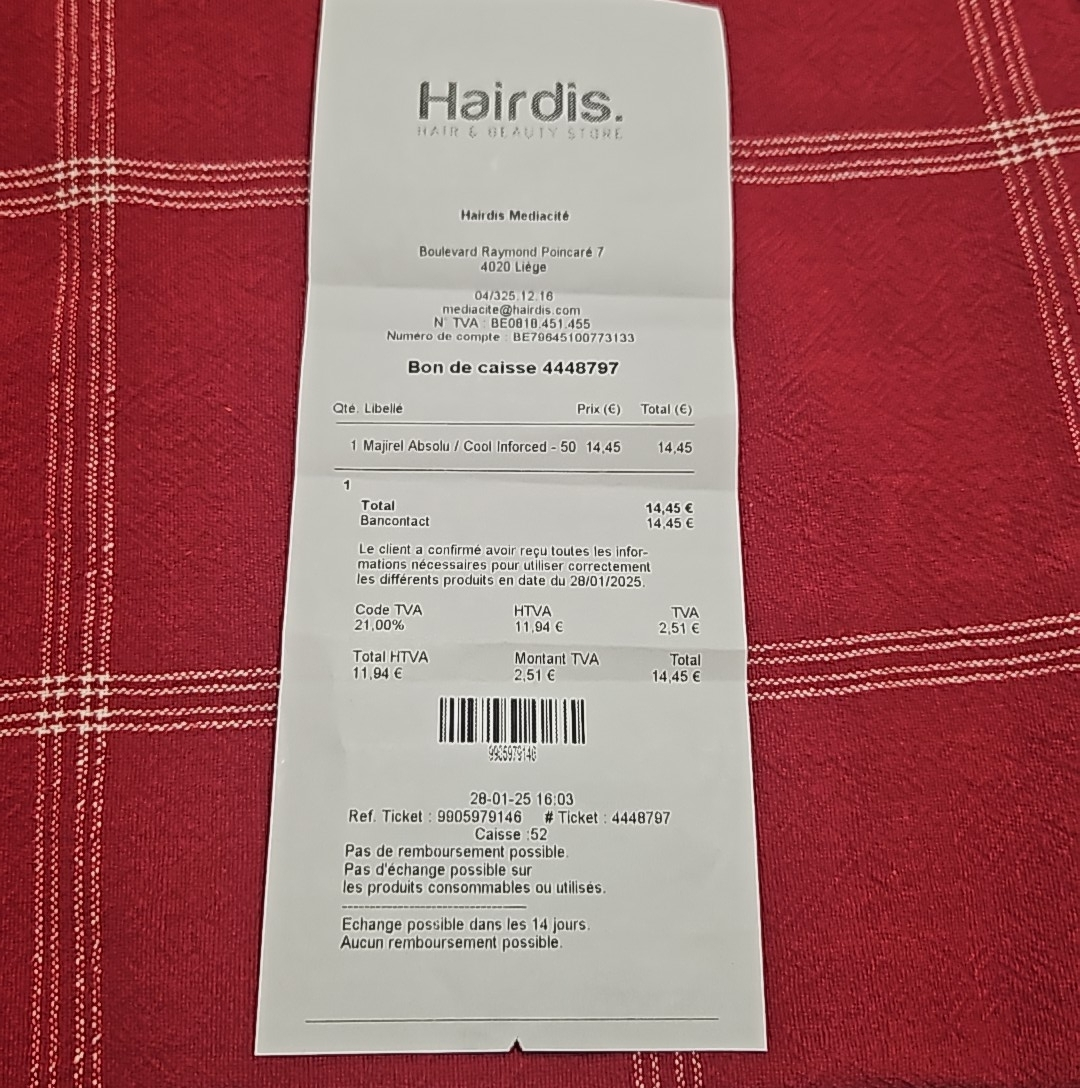 Hairdis.
HAIR & BEAUTY STORE
Hairdis Mediacité
Boulevard Raymond Poincaré 7
4020 Liège
04/325.12.16
mediacite@hairdis.com
N° TVA : BE0818.451.455
Numéro de compte : BE79645100773133
Bon de caisse 4448797
Qté. Libellé Prix (€) Total (€)
1 Majirel Absolu / Cool Inforced - 50 14,45 14,45
1
Total 14,45 €
Bancontact 14,45 €
Le client a confirmé avoir reçu toutes les infor-
mations nécessaires pour utiliser correctement
les différents produits en date du 28/01/2025.
Code TVA HTVA TVA
21,00% 11,94 € 2,51 €
Total HTVA Montant TVA Total
11,94 € 2,51 € 14,45 €
9905979146
28-01-25 16:03
Ref. Ticket : 9905979146 # Ticket : 4448797
Caisse :52
Pas de remboursement possible.
Pas d'échange possible sur
les produits consommables ou utilisés.
Echange possible dans les 14 jours.
Aucun remboursement possible.